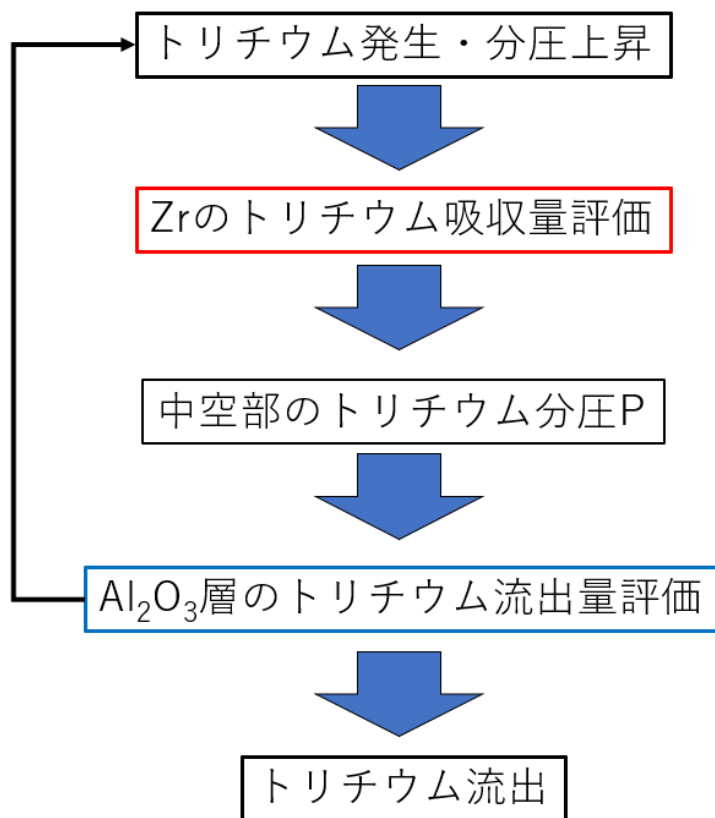 トリチウム発生・分圧上昇
Zrのトリチウム吸収量評価
中空部のトリチウム分圧P
Al₂O₃層のトリチウム流出量評価
トリチウム流出